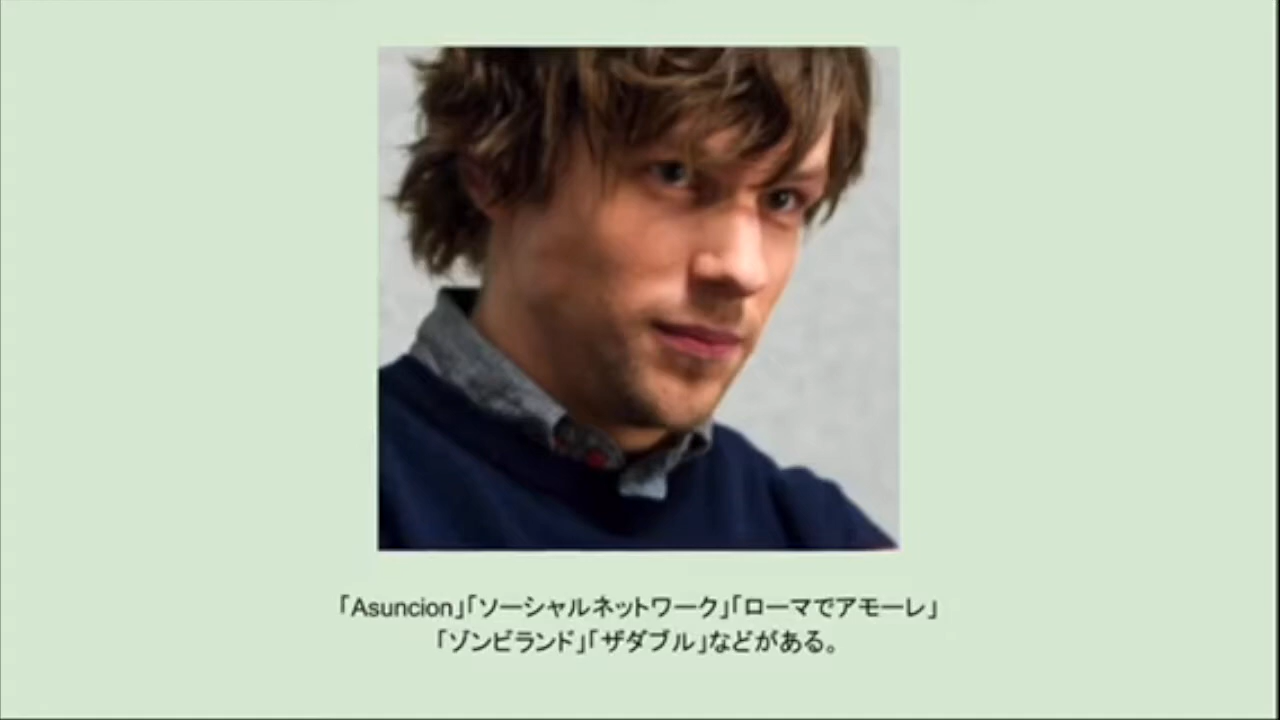 「Asuncion」「ソーシャルネットワーク」「ローマでアモーレ」
「ゾンビランド」「ザダブル」などがある。